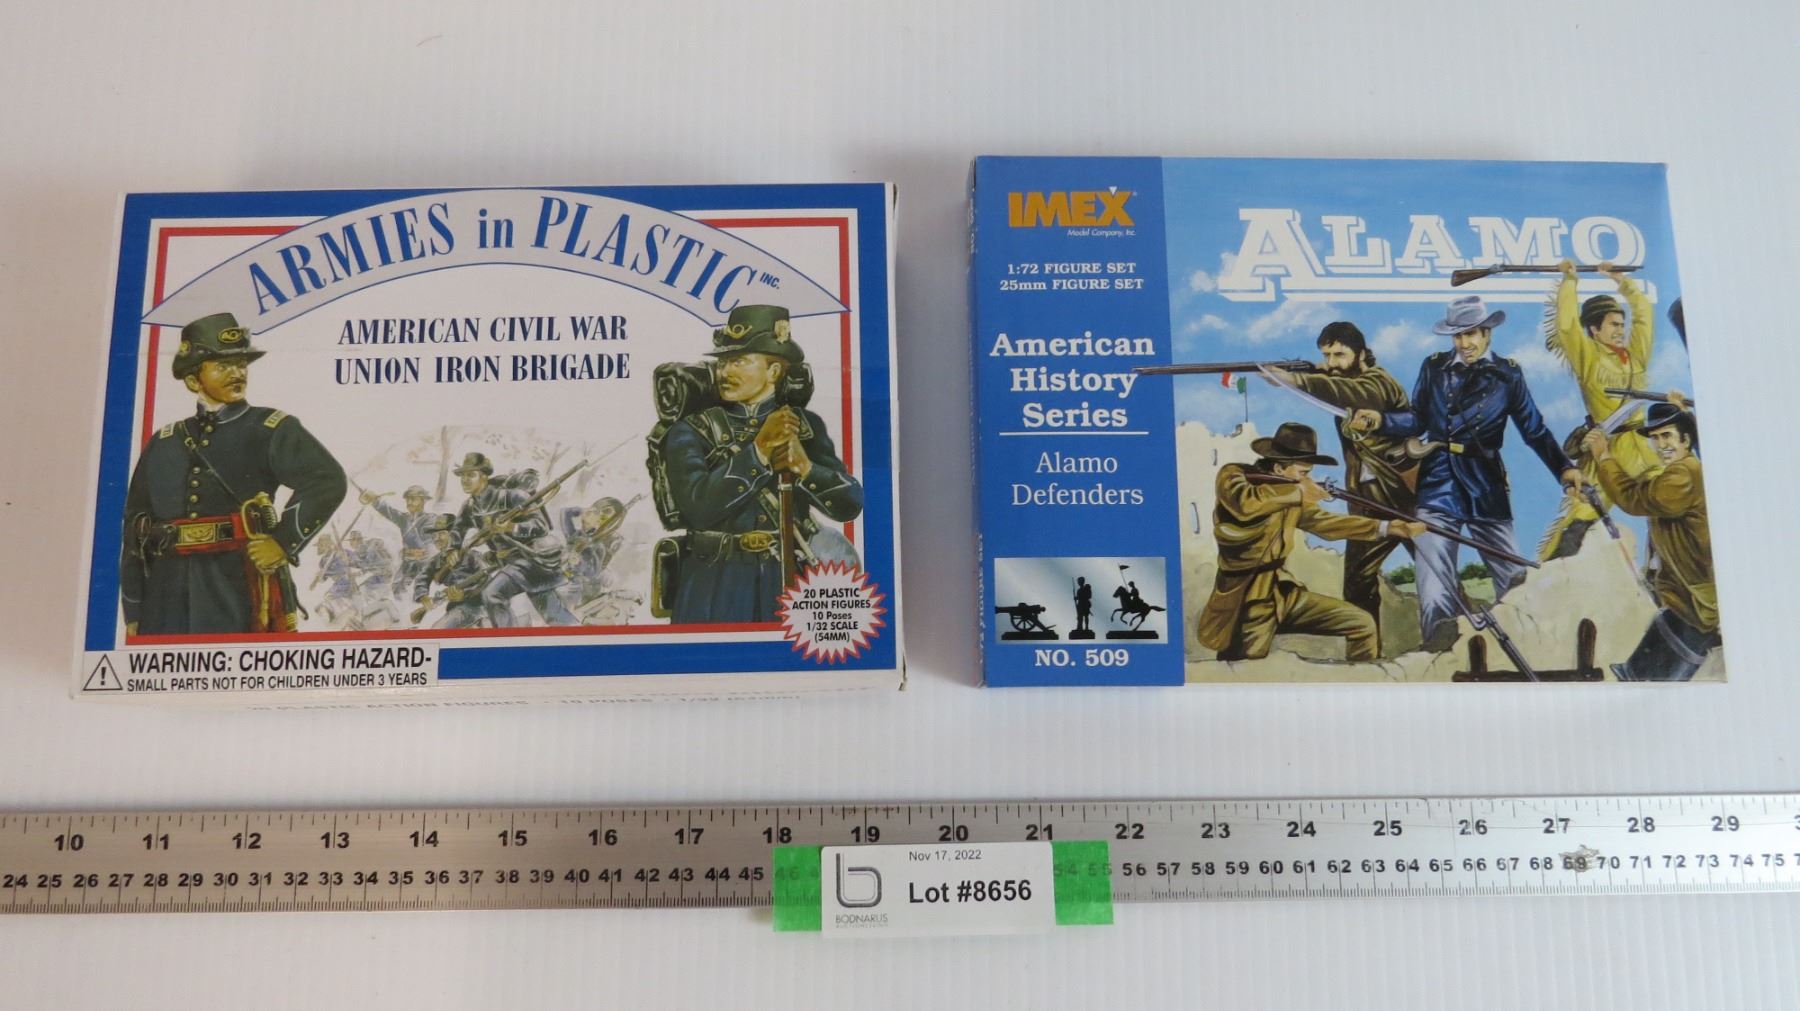 ARMIES in PLASTIC INC.
AMERICAN CIVIL WAR
UNION IRON BRIGADE
20 PLASTIC
ACTION FIGURES
10 Poses
1/32 SCALE
(54MM)
WARNING: CHOKING HAZARD-
SMALL PARTS NOT FOR CHILDREN UNDER 3 YEARS
IMEX
Model Company, Inc.
1:72 FIGURE SET
25mm FIGURE SET
American
History
Series
Alamo
Defenders
NO. 509
ALAMO
10 11 12 13 14 15 16 17 18 19 20 21 22 23 24 25 26 27 28 29
24 25 26 27 28 29 30 31 32 33 34 35 36 37 38 39 40 41 42 43 44 45 46 54 55 56 57 58 59 60 61 62 63 64 65 66 67 68 69 70 71 72 73 74 75
Nov 17, 2022
Lot #8656
b
BODNARUS